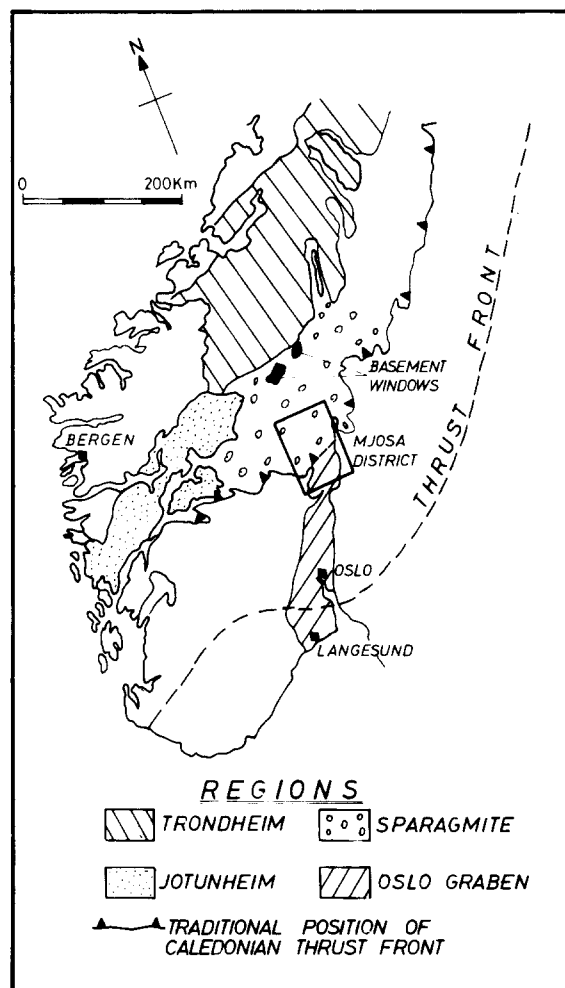 N
0 200Km
BASEMENT
WINDOWS
BERGEN
MJOSA
DISTRICT
THRUST FRONT
OSLO
LANGESUND
REGIONS
TRONDHEIM
SPARAGMITE
JOTUNHEIM
OSLO GRABEN
TRADITIONAL POSITION OF
CALEDONIAN THRUST FRONT